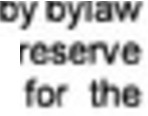 by bylaw
reserve
for the